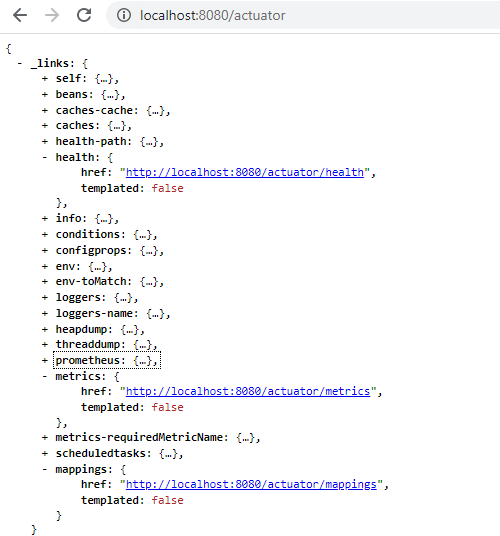 localhost:8080/actuator
{
- _links: {
+ self: {…},
+ beans: {…},
+ caches-cache: {…},
+ caches: {…},
+ health-path: {…},
- health: {
href: "http://localhost:8080/actuator/health",
templated: false
},
+ info: {…},
+ conditions: {…},
+ configprops: {…},
+ env: {…},
+ env-toMatch: {…},
+ loggers: {…},
+ loggers-name: {…},
+ heapdump: {…},
+ threaddump: {…},
+ prometheus: {…},
- metrics: {
href: "http://localhost:8080/actuator/metrics",
templated: false
},
+ metrics-requiredMetricName: {…},
+ scheduledtasks: {…},
- mappings: {
href: "http://localhost:8080/actuator/mappings",
templated: false
}
}